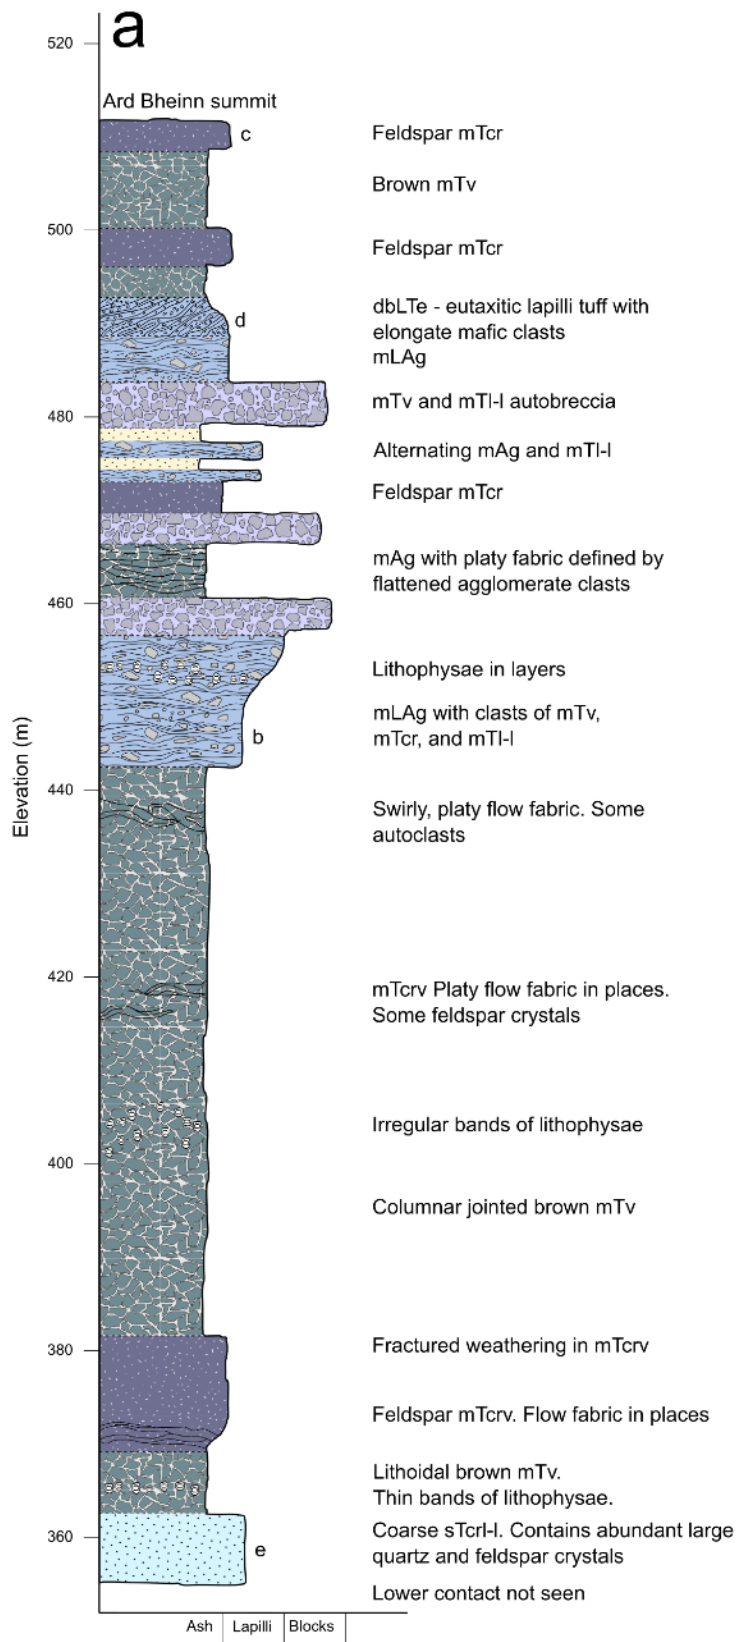 a
520
Ard Bheinn summit
c
Feldspar mTcr
Brown mTv
500
Feldspar mTcr
dbLTe - eutaxitic lapilli tuff with
d
elongate mafic clasts
mLAg
mTv and mTl-l autobreccia
480
Alternating mAg and mTl-l
Feldspar mTcr
mAg with platy fabric defined by
flattened agglomerate clasts
460
Lithophysae in layers
mLAg with clasts of mTv,
b
mTcr, and mTl-l
Elevation (m)
440
Swirly, platy flow fabric. Some
autoclasts
420
mTcrv Platy flow fabric in places.
Some feldspar crystals
Irregular bands of lithophysae
400
Columnar jointed brown mTv
380
Fractured weathering in mTcrv
Feldspar mTcrv. Flow fabric in places
Lithoidal brown mTv.
Thin bands of lithophysae.
360
Coarse sTcrl-l. Contains abundant large
e
quartz and feldspar crystals
Lower contact not seen
Ash Lapilli Blocks